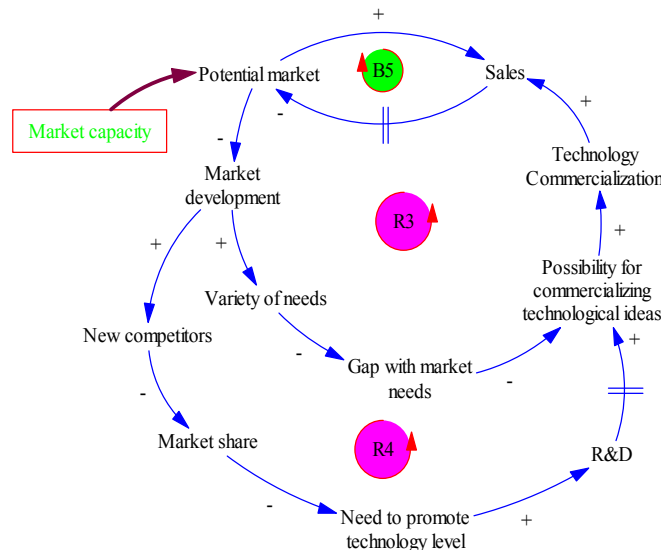 +
Potential market
B5
Sales
-
+
Market capacity
-
Market
development
Technology
Commercialization
R3
+
+
+
Variety of needs
Possibility for
commercializing
technological ideas
New competitors
+
-
Gap with market
needs
-
-
Market share
R4
R&D
-
Need to promote
technology level
+